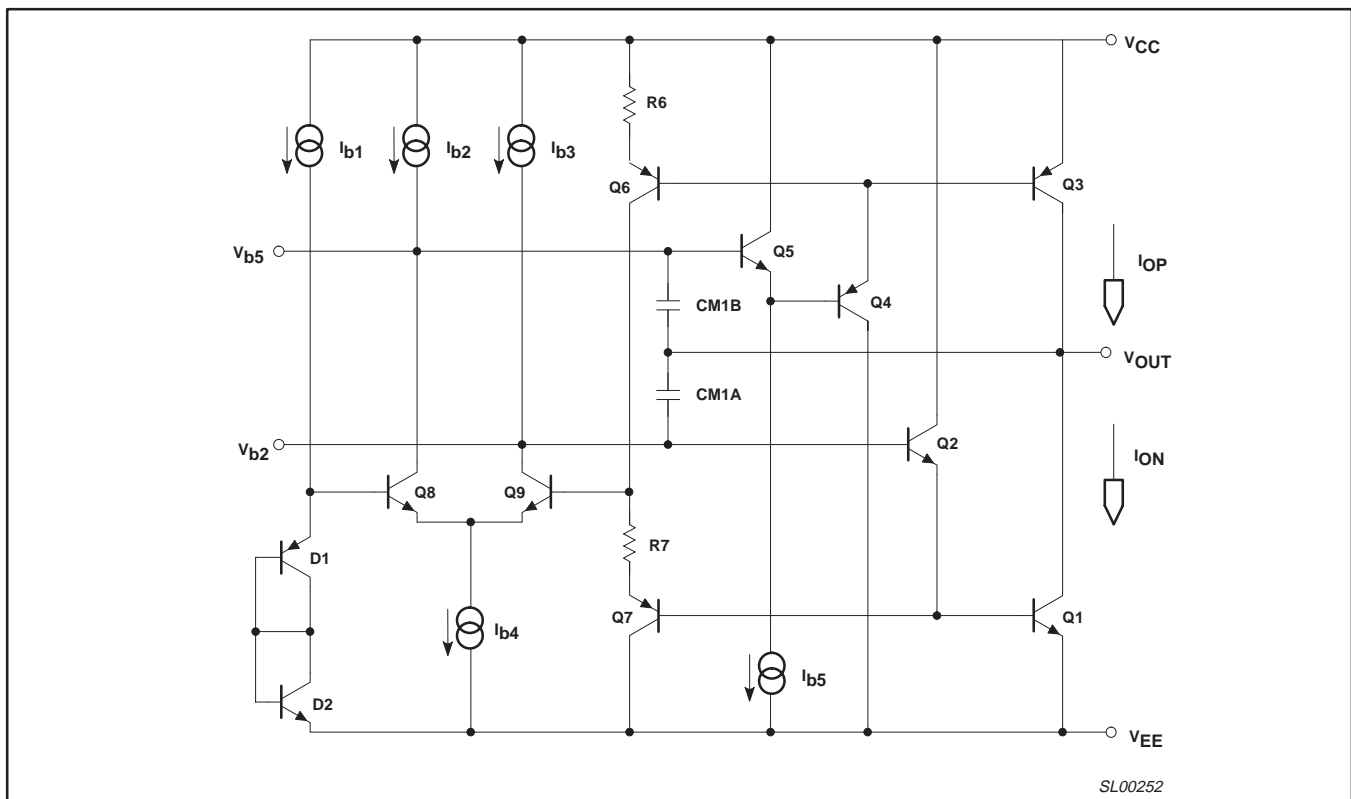 VCC
R6
Ib1
Ib2
Ib3
Q6
Q3
Vb5
Q5
IOP
CM1B
Q4
VOUT
CM1A
Vb2
Q2
ION
Q8
Q9
R7
D1
Q7
Q1
Ib4
Ib5
D2
VEE
SL00252